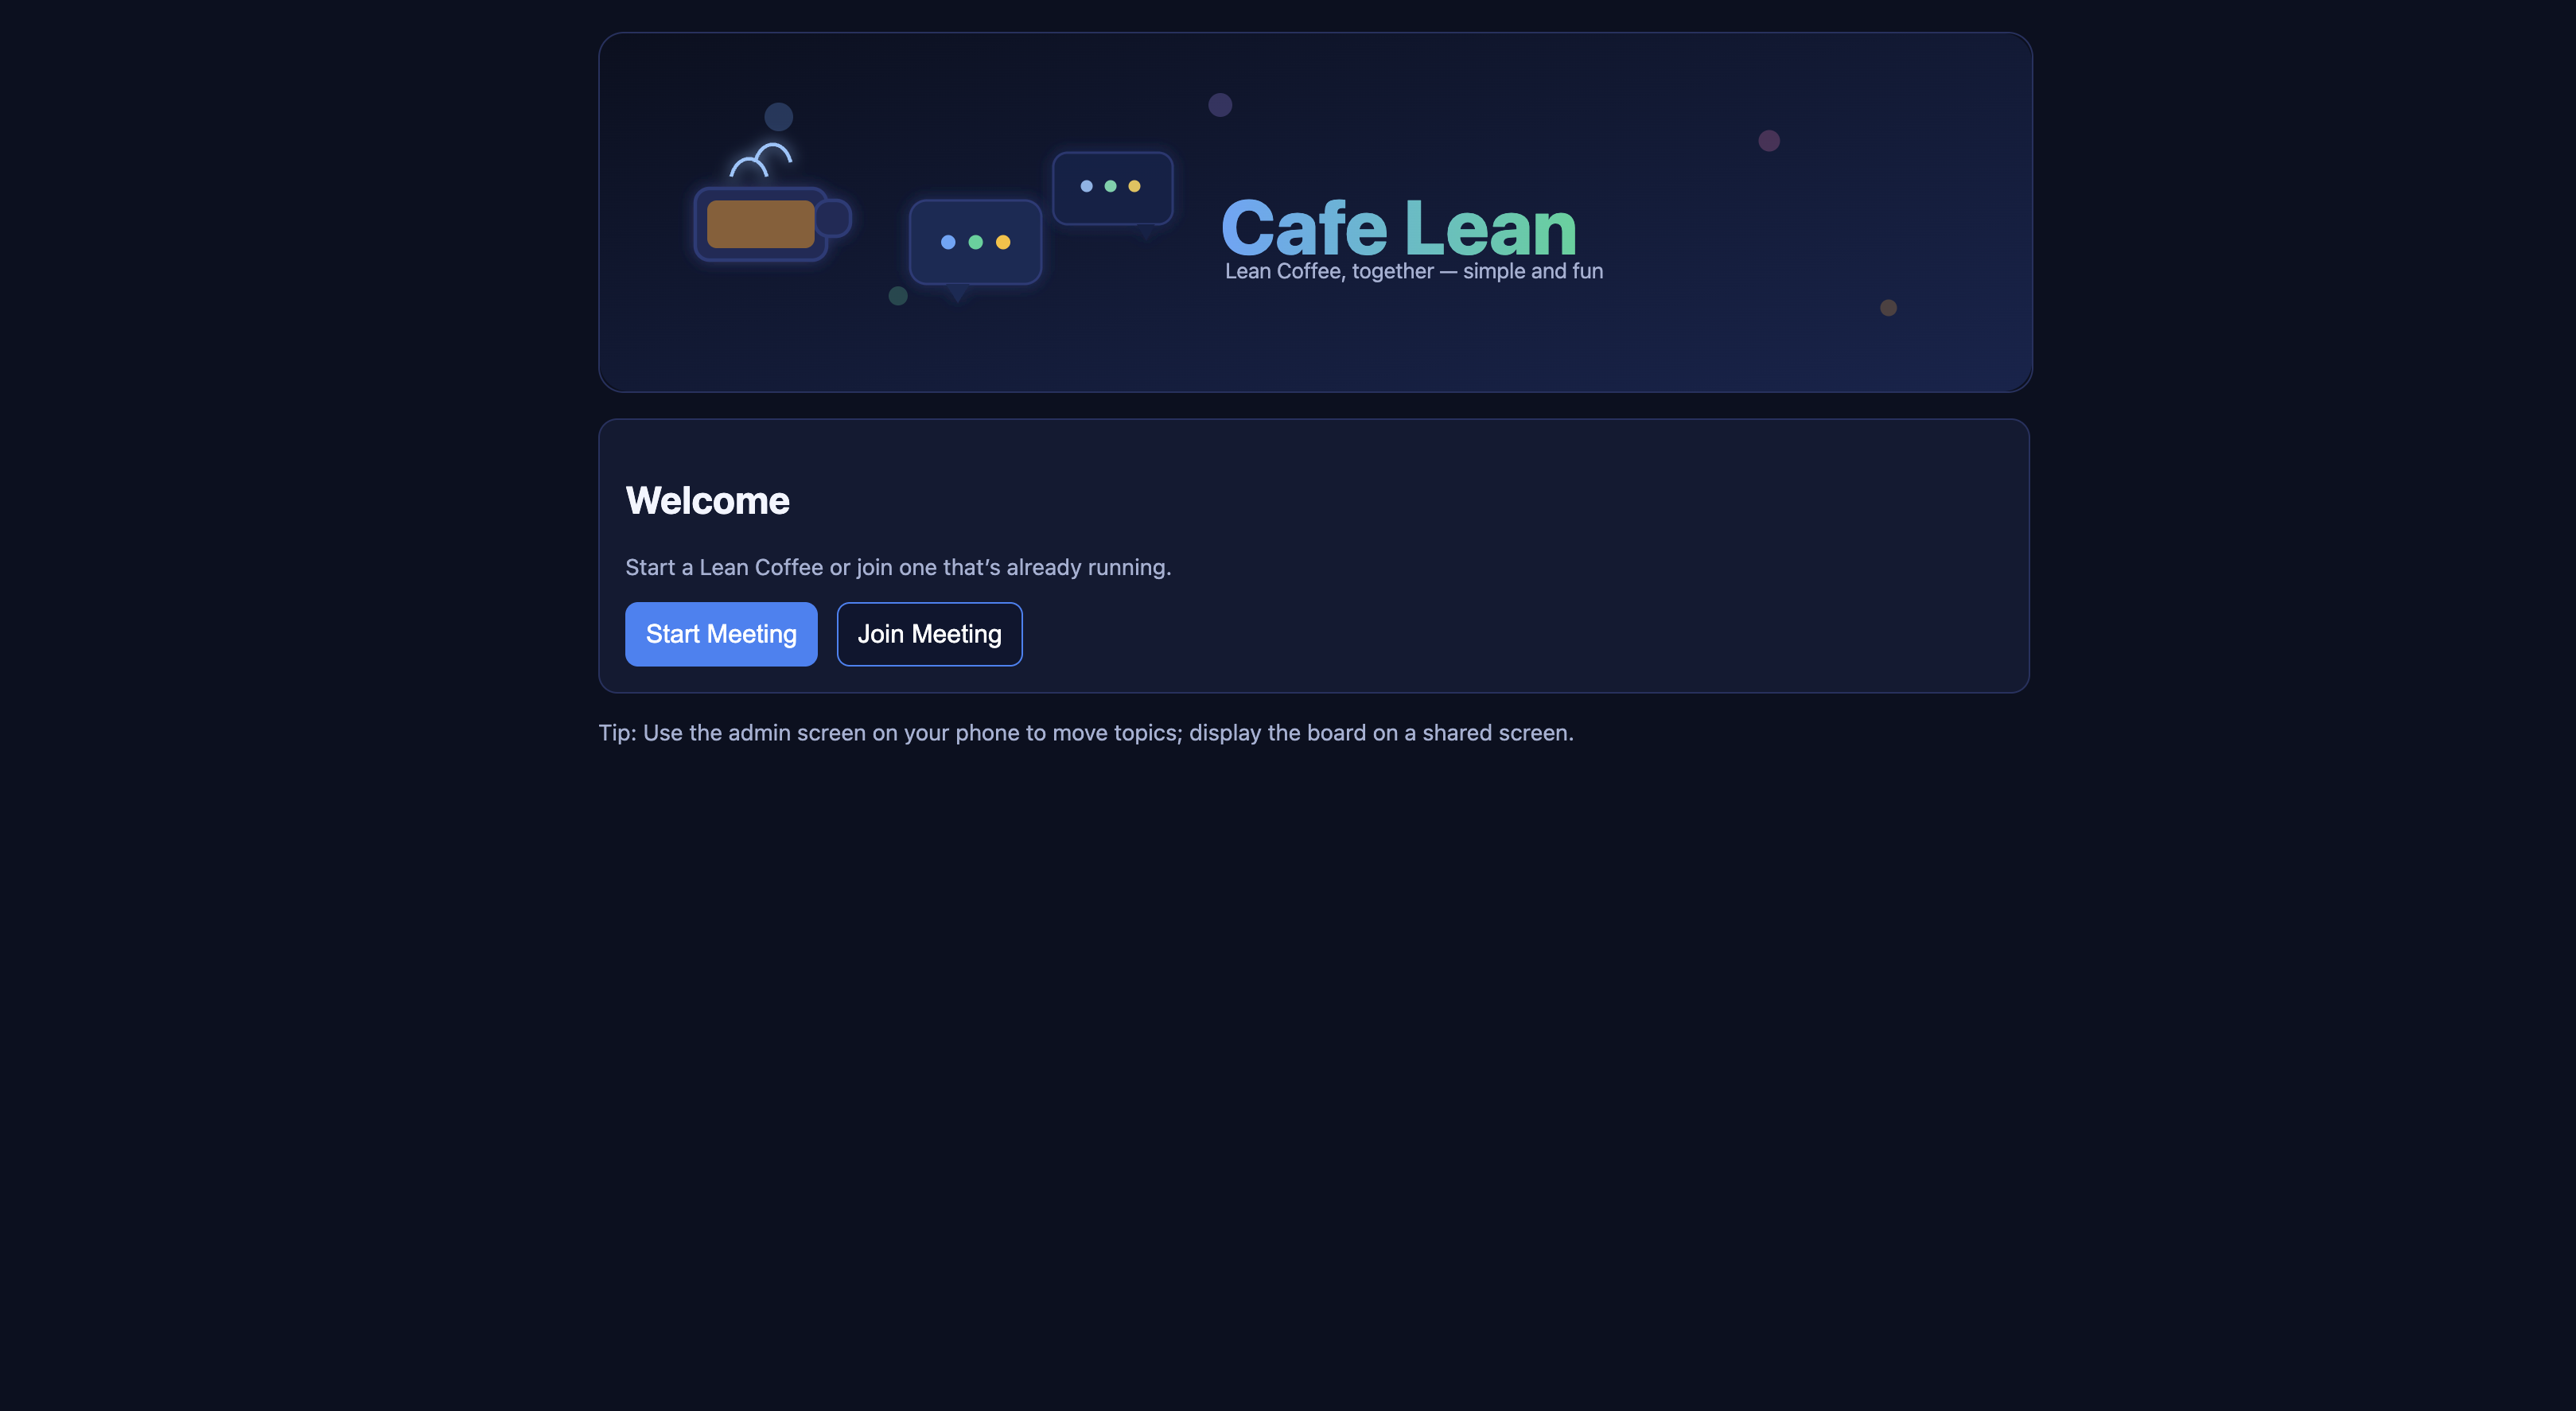 Cafe Lean
Lean Coffee, together — simple and fun
Welcome
Start a Lean Coffee or join one that’s already running.
Start Meeting
Join Meeting
Tip: Use the admin screen on your phone to move topics; display the board on a shared screen.